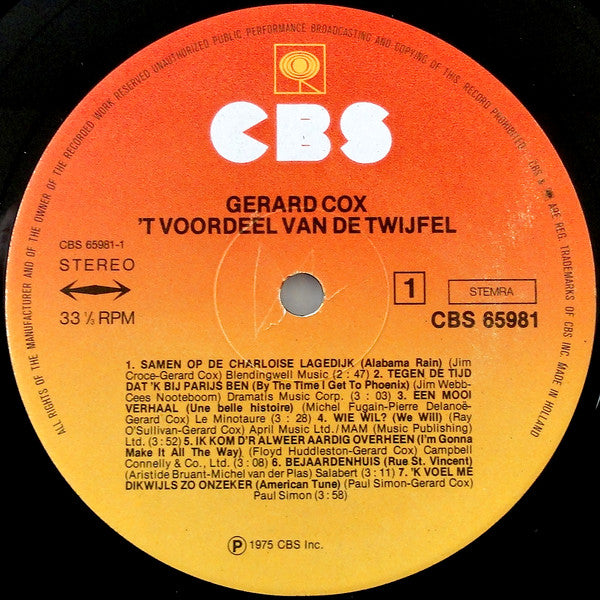 ALL RIGHTS OF THE MANUFACTURER AND OF THE OWNER OF THE RECORDED WORK RESERVED UNAUTHORIZED PUBLIC PERFORMANCE BROADCASTING AND COPYING OF THIS RECORD PROHIBITED · CBS & ARE REG. TRADEMARKS OF CBS INC. MADE IN HOLLAND
CBS
GERARD COX
'T VOORDEEL VAN DE TWIJFEL
CBS 65981-1
STEREO
33 ⅓ RPM
1
STEMRA
CBS 65981
1. SAMEN OP DE CHARLOISE LAGEDIJK (Alabama Rain) (Jim
Croce-Gerard Cox) Blendingwell Music (2 : 47) 2. TEGEN DE TIJD
DAT 'K BIJ PARIJS BEN (By The Time I Get To Phoenix) (Jim Webb-
Cees Nooteboom) Dramatis Music Corp. (3 : 03) 3. EEN MOOI
VERHAAL (Une belle histoire) (Michel Fugain-Pierre Delanoë-
Gerard Cox) Le Minotaure (3 : 28) 4. WIE WIL? (We Will) (Ray
O'Sullivan-Gerard Cox) April Music Ltd./MAM (Music Publishing)
Ltd. (3 : 52) 5. IK KOM D'R ALWEER AARDIG OVERHEEN (I'm Gonna
Make It All The Way) (Floyd Huddleston-Gerard Cox) Campbell
Connelly & Co., Ltd. (3 : 08) 6. BEJAARDENHUIS (Rue St. Vincent)
(Aristide Bruant-Michel van der Plas) Salabert (3 : 11) 7. 'K VOEL ME
DIKWIJLS ZO ONZEKER (American Tune) (Paul Simon-Gerard Cox)
Paul Simon (3 : 58)
Ⓟ 1975 CBS Inc.